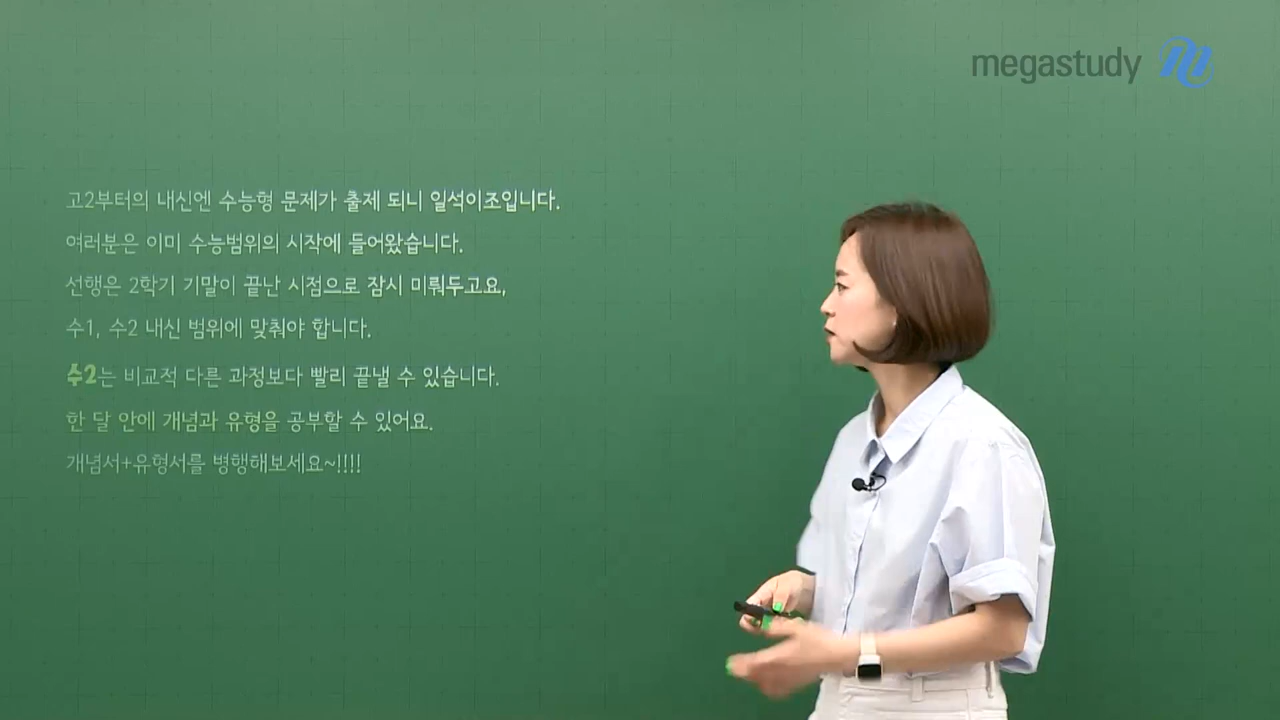 megastudy
고2부터의 내신엔 수능형 문제가 출제 되니 일석이조입니다.
여러분은 이미 수능범위의 시작에 들어왔습니다.
선행은 2학기 기말이 끝난 시점으로 잠시 미뤄두고요,
수1, 수2 내신 범위에 맞춰야 합니다.
수2는 비교적 다른 과정보다 빨리 끝낼 수 있습니다.
한 달 안에 개념과 유형을 공부할 수 있어요.
개념서+유형서를 병행해보세요~!!!!